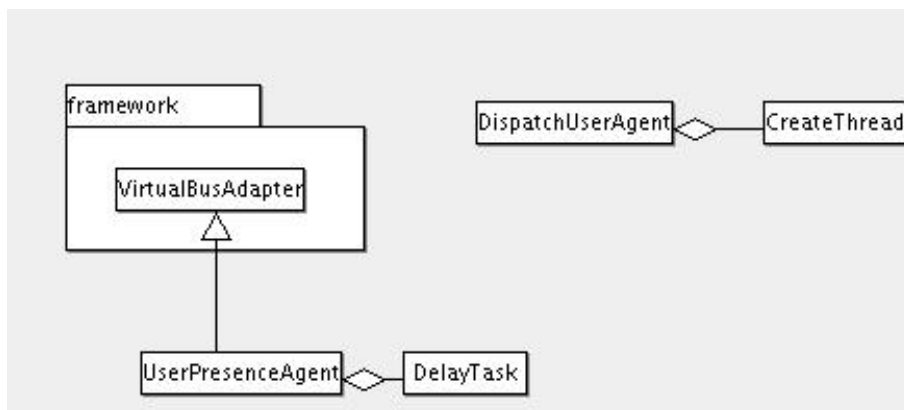 framework
DispatchUserAgent
CreateThread
VirtualBusAdapter
UserPresenceAgent
DelayTask